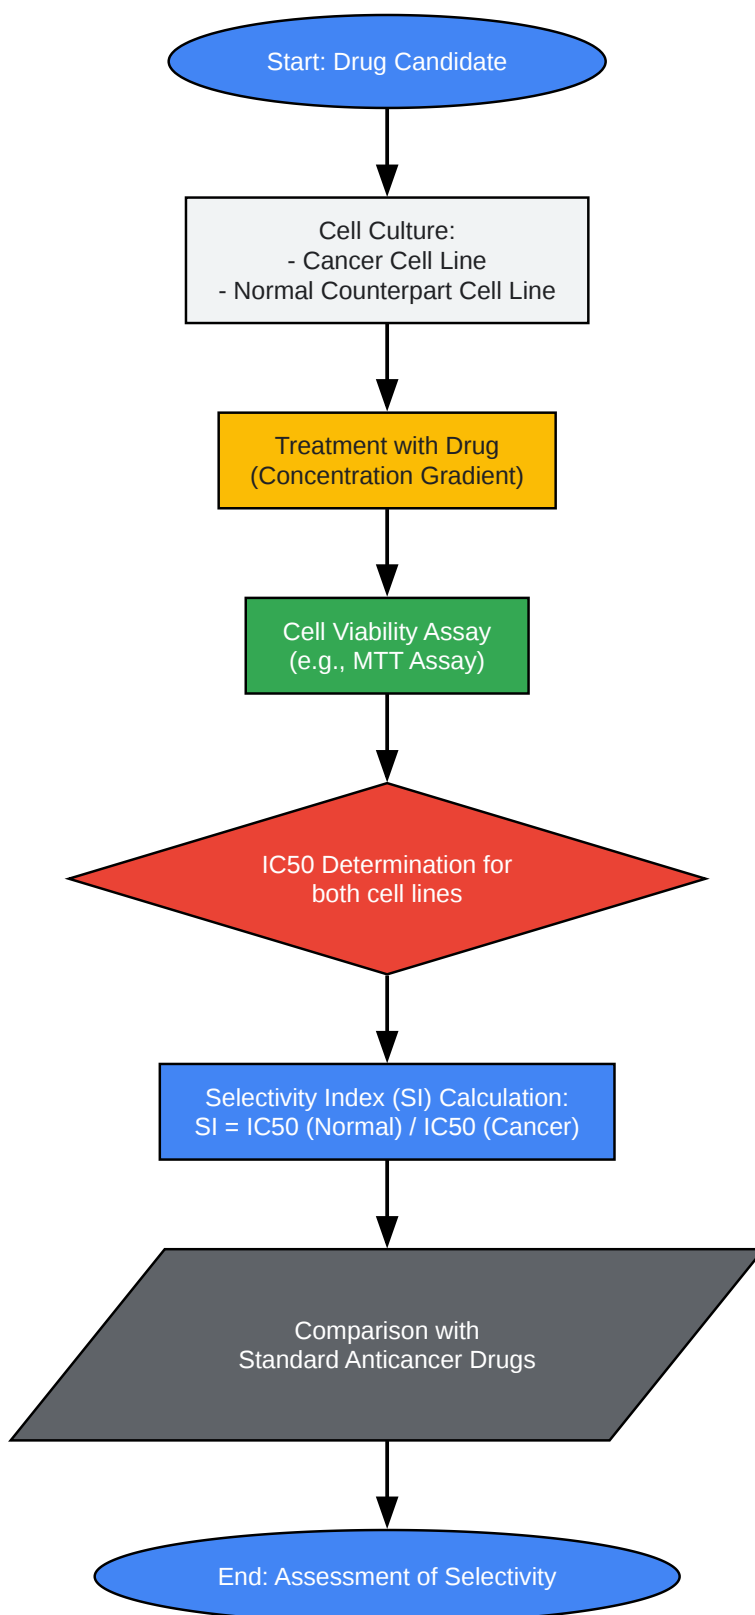 Start: Drug Candidate
Cell Culture:
- Cancer Cell Line
- Normal Counterpart Cell Line
Treatment with Drug
(Concentration Gradient)
Cell Viability Assay
(e.g., MTT Assay)
IC50 Determination for
both cell lines
Selectivity Index (SI) Calculation:
SI = IC50 (Normal) / IC50 (Cancer)
Comparison with
Standard Anticancer Drugs
End: Assessment of Selectivity